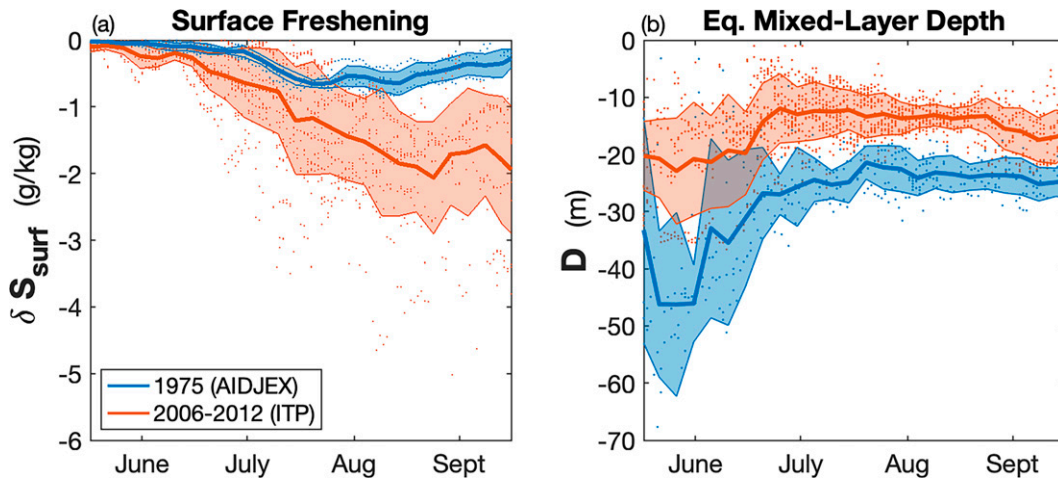 (a) Surface Freshening
0
-1
-2
-3
-4
-5
-6
δ S_surf (g/kg)
1975 (AIDJEX)
2006-2012 (ITP)
June July Aug Sept
(b) Eq. Mixed-Layer Depth
0
-10
-20
-30
-40
-50
-60
-70
D (m)
June July Aug Sept